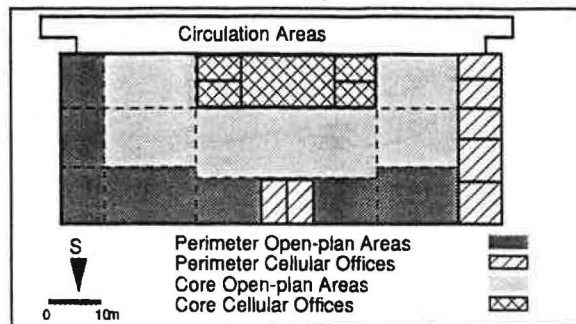 Circulation Areas
Perimeter Open-plan Areas
Perimeter Cellular Offices
Core Open-plan Areas
Core Cellular Offices
S
0 10m